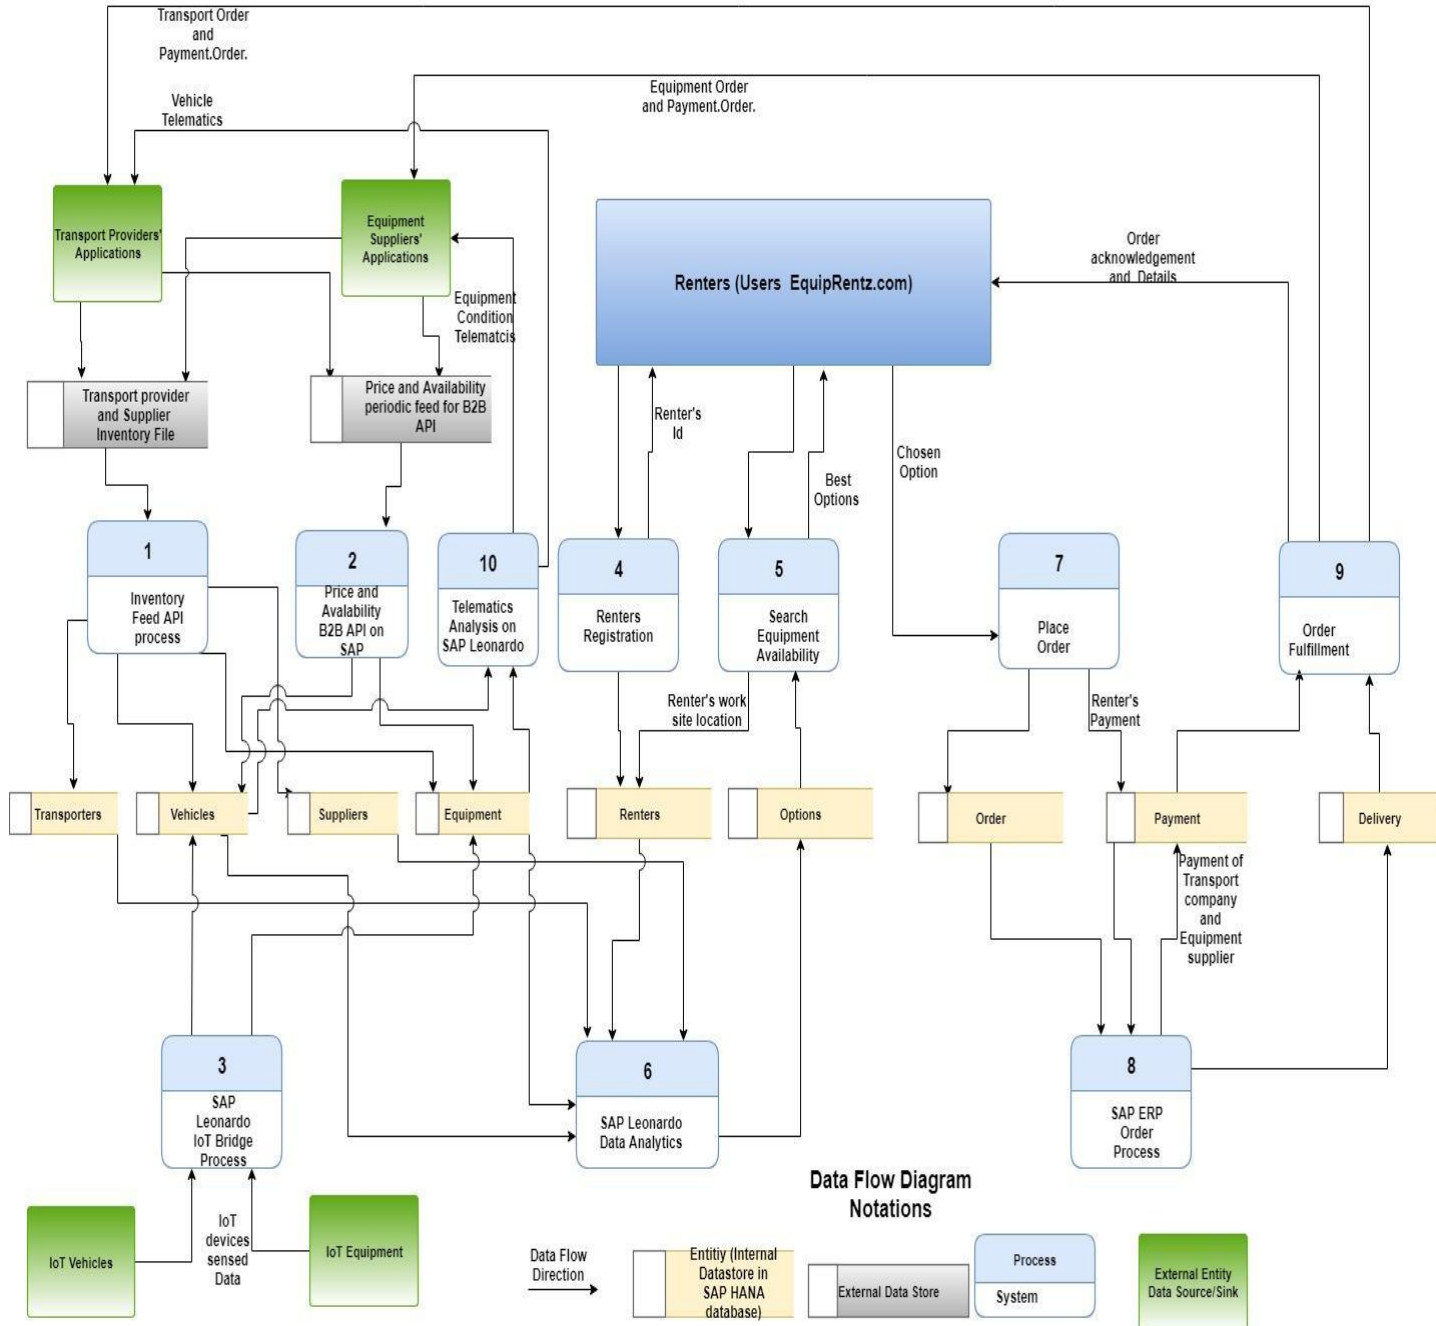 Transport Order
and
Payment.Order.
Equipment Order
and Payment.Order.
Vehicle
Telematics
Transport Providers'
Applications
Equipment
Suppliers'
Applications
Renters (Users  EquipRentz.com)
Order
acknowledgement
and  Details
Equipment
Condition
Telematcis
Transport provider
and Supplier
Inventory File
Price and Availability
periodic feed for B2B
API
Renter's
Id
Best
Options
Chosen
Option
1
Inventory
Feed API
process
2
Price and
Avalability
B2B API on
SAP
10
Telematics
Analysis on
SAP Leonardo
4
Renters
Registration
5
Search
Equipment
Availability
7
Place
Order
9
Order
Fulfillment
Renter's work
site location
Renter's
Payment
Transporters
Vehicles
Suppliers
Equipment
Renters
Options
Order
Payment
Delivery
Payment of
Transport
company
and
Equipment
supplier
3
SAP
Leonardo
IoT Bridge
Process
6
SAP Leonardo
Data Analytics
8
SAP ERP
Order
Process
IoT Vehicles
IoT
devices
sensed
Data
IoT Equipment
Data Flow Diagram
Notations
Data Flow
Direction
Entitiy (Internal
Datastore in
SAP HANA
database)
External Data Store
Process
System
External Entity
Data Source/Sink